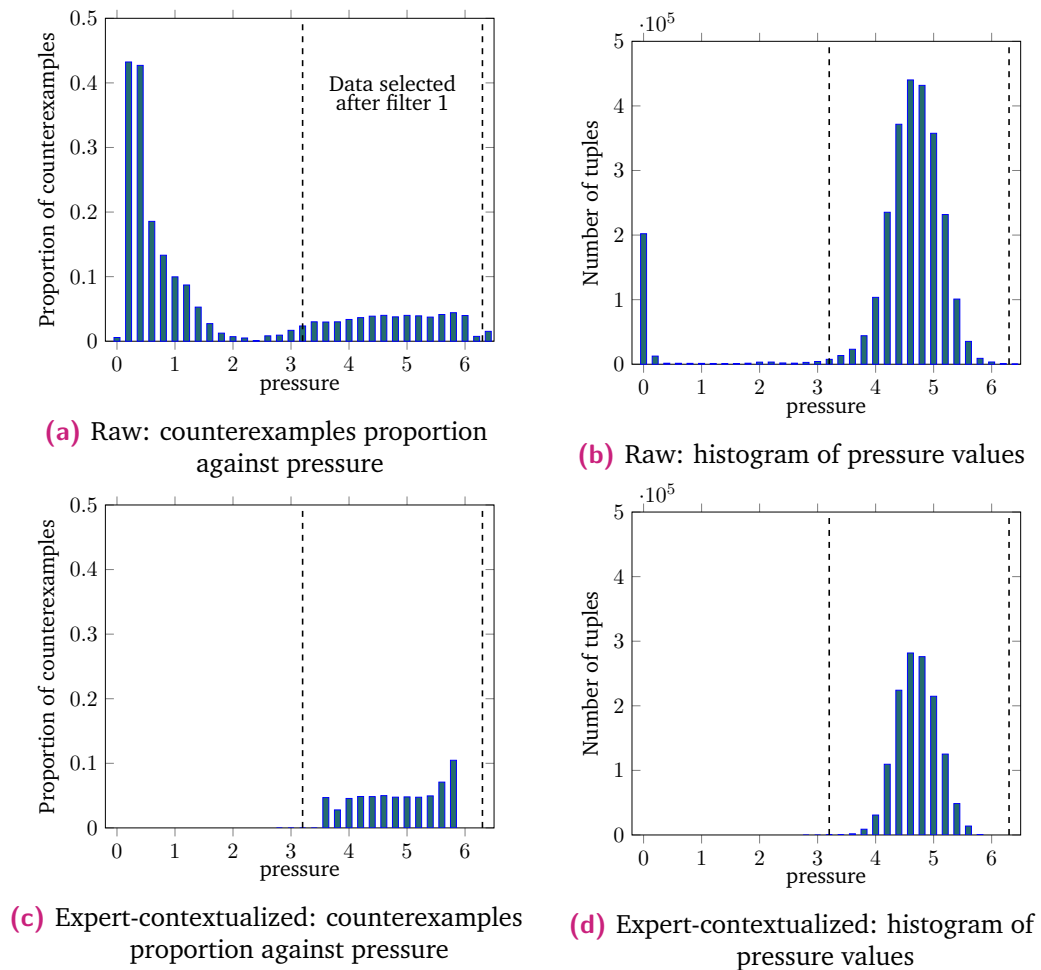 0.5
0.4
0.3
0.2
0.1
0
0 1 2 3 4 5 6
pressure
Proportion of counterexamples
Data selected
after filter 1
(a) Raw: counterexamples proportion
against pressure
·10⁵
5
4
3
2
1
0
0 1 2 3 4 5 6
pressure
Number of tuples
(b) Raw: histogram of pressure values
0.5
0.4
0.3
0.2
0.1
0
0 1 2 3 4 5 6
pressure
Proportion of counterexamples
(c) Expert-contextualized: counterexamples
proportion against pressure
·10⁵
5
4
3
2
1
0
0 1 2 3 4 5 6
pressure
Number of tuples
(d) Expert-contextualized: histogram of
pressure values